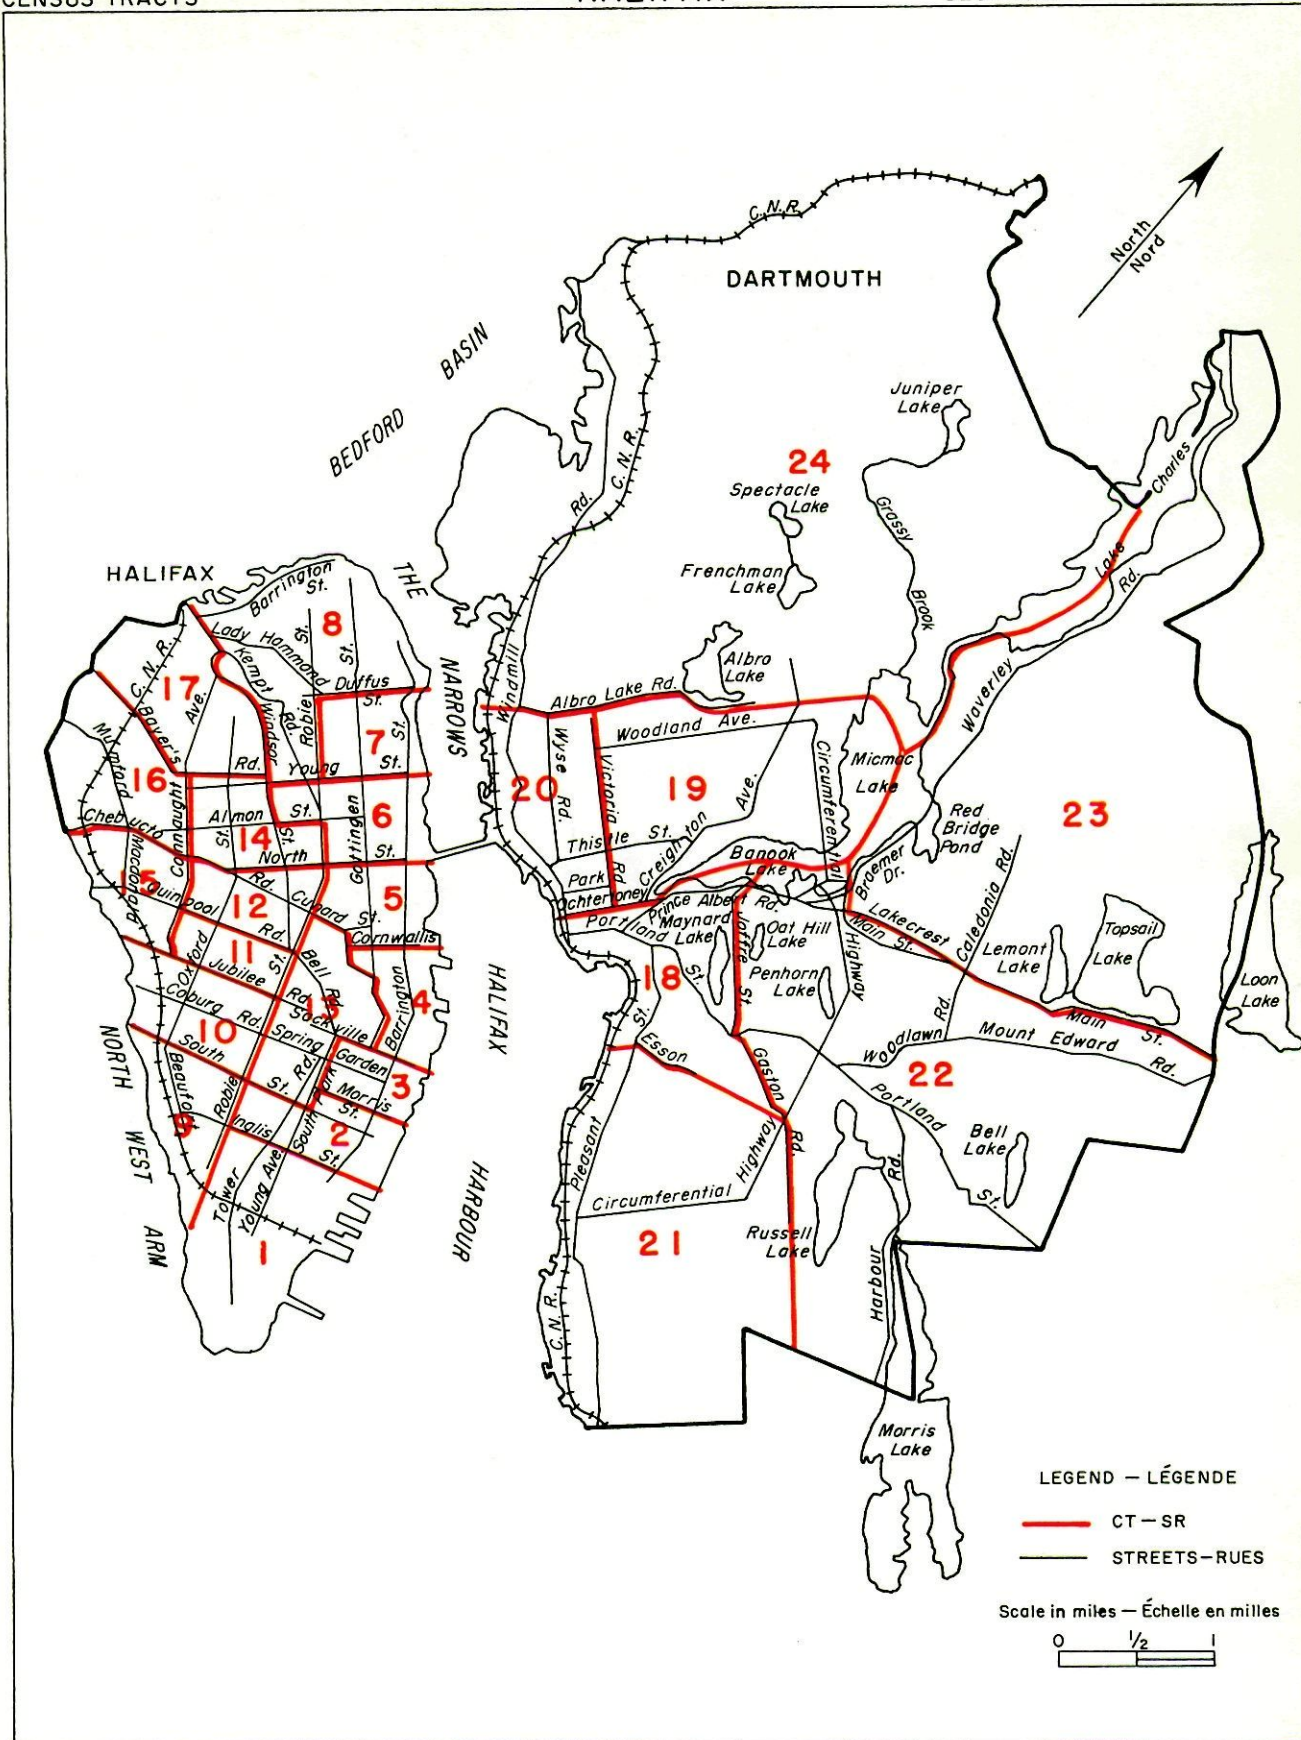 CENSUS TRACTS
C. N. R.
DARTMOUTH
North
Nord
BEDFORD BASIN
Juniper
Lake
24
Spectacle
Lake
Grassy
Brook
Frenchman
Lake
Lake Charles
Waverley Rd.
C. N. R.
Windmill Rd.
HALIFAX
THE NARROWS
Barrington
St.
8
Lady Hammond
Kempt Rd.
Robie St.
St.
C. N. R.
17
Ave.
Windsor
Duffus
St.
Bayer's
Rd.
Young
St.
7
St.
Mumford
16
Connaught
Almon
St.
6
Gottingen
14
St.
St.
Chebucto
Rd.
North
St.
Macdonald
15
Quinpool
Rd.
12
Cunard
St.
5
Cornwallis
Oxford
St.
11
Jubilee
Rd.
Bell
Rd.
13
Sackville
4
Barrington
Coburg
Rd.
10
Spring
Garden
Rd.
South
St.
South Park
Morris
St.
3
Beaufort
Robie
9
Inglis
St.
2
Tower
Young Ave.
1
NORTH WEST ARM
HALIFAX
HARBOUR
Albro
Lake
Albro Lake Rd.
Woodland Ave.
Wyse Rd.
20
Victoria
Rd
19
Ave.
Circumferential
Highway
Micmac
Lake
Thistle St.
Creighton
Park
Ochterloney
Banook
Lake
Red
Bridge
Pond
Broemer
Dr.
23
Prince Albert
Rd.
Portland
St.
Maynard
Lake
Joffre St.
Oat Hill
Lake
Penhorn
Lake
18
Lakecrest
Main St.
Caledonia Rd.
Lemont
Lake
Topsail
Lake
Loon
Lake
Main
St.
Woodlawn Rd.
Mount Edward
Rd.
22
St.
Esson
Gaston
Rd.
Pleasant
Portland
St.
Bell
Lake
Circumferential
Highway
21
Russell
Lake
Harbour
Rd.
C. N. R.
Morris
Lake
LEGEND — LÉGENDE
CT — SR
STREETS-RUES
Scale in miles — Échelle en milles
0 ½ 1